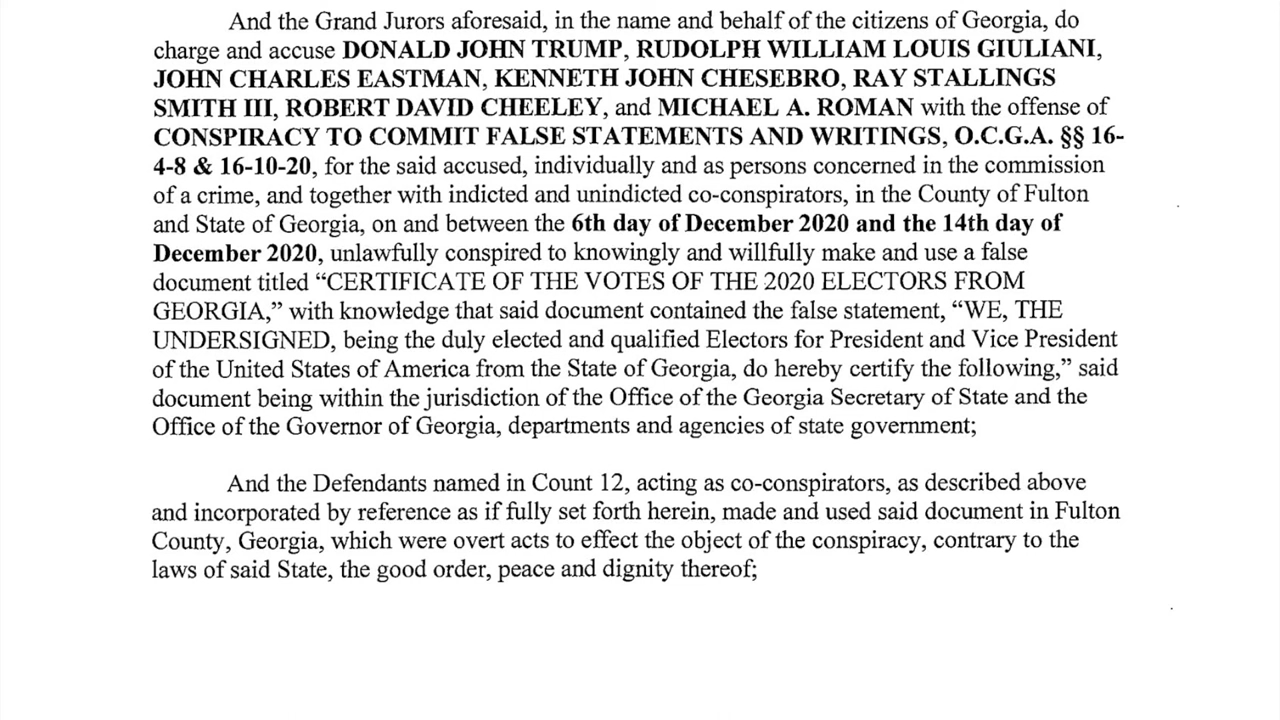 And the Grand Jurors aforesaid, in the name and behalf of the citizens of Georgia, do
charge and accuse DONALD JOHN TRUMP, RUDOLPH WILLIAM LOUIS GIULIANI,
JOHN CHARLES EASTMAN, KENNETH JOHN CHESEBRO, RAY STALLINGS
SMITH III, ROBERT DAVID CHEELEY, and MICHAEL A. ROMAN with the offense of
CONSPIRACY TO COMMIT FALSE STATEMENTS AND WRITINGS, O.C.G.A. §§ 16-
4-8 & 16-10-20, for the said accused, individually and as persons concerned in the commission
of a crime, and together with indicted and unindicted co-conspirators, in the County of Fulton
and State of Georgia, on and between the 6th day of December 2020 and the 14th day of
December 2020, unlawfully conspired to knowingly and willfully make and use a false
document titled “CERTIFICATE OF THE VOTES OF THE 2020 ELECTORS FROM
GEORGIA,” with knowledge that said document contained the false statement, “WE, THE
UNDERSIGNED, being the duly elected and qualified Electors for President and Vice President
of the United States of America from the State of Georgia, do hereby certify the following,” said
document being within the jurisdiction of the Office of the Georgia Secretary of State and the
Office of the Governor of Georgia, departments and agencies of state government;
And the Defendants named in Count 12, acting as co-conspirators, as described above
and incorporated by reference as if fully set forth herein, made and used said document in Fulton
County, Georgia, which were overt acts to effect the object of the conspiracy, contrary to the
laws of said State, the good order, peace and dignity thereof;